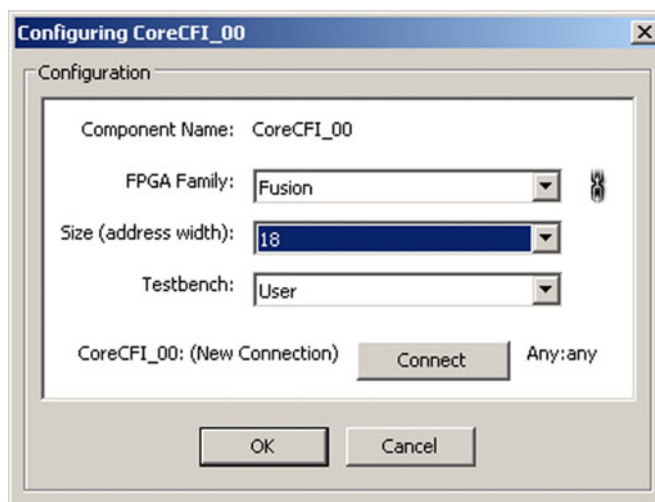 Configuring CoreCFI_00
Configuration
Component Name: CoreCFI_00
FPGA Family: Fusion
Size (address width): 18
Testbench: User
CoreCFI_00: (New Connection) Connect Any:any
OK Cancel